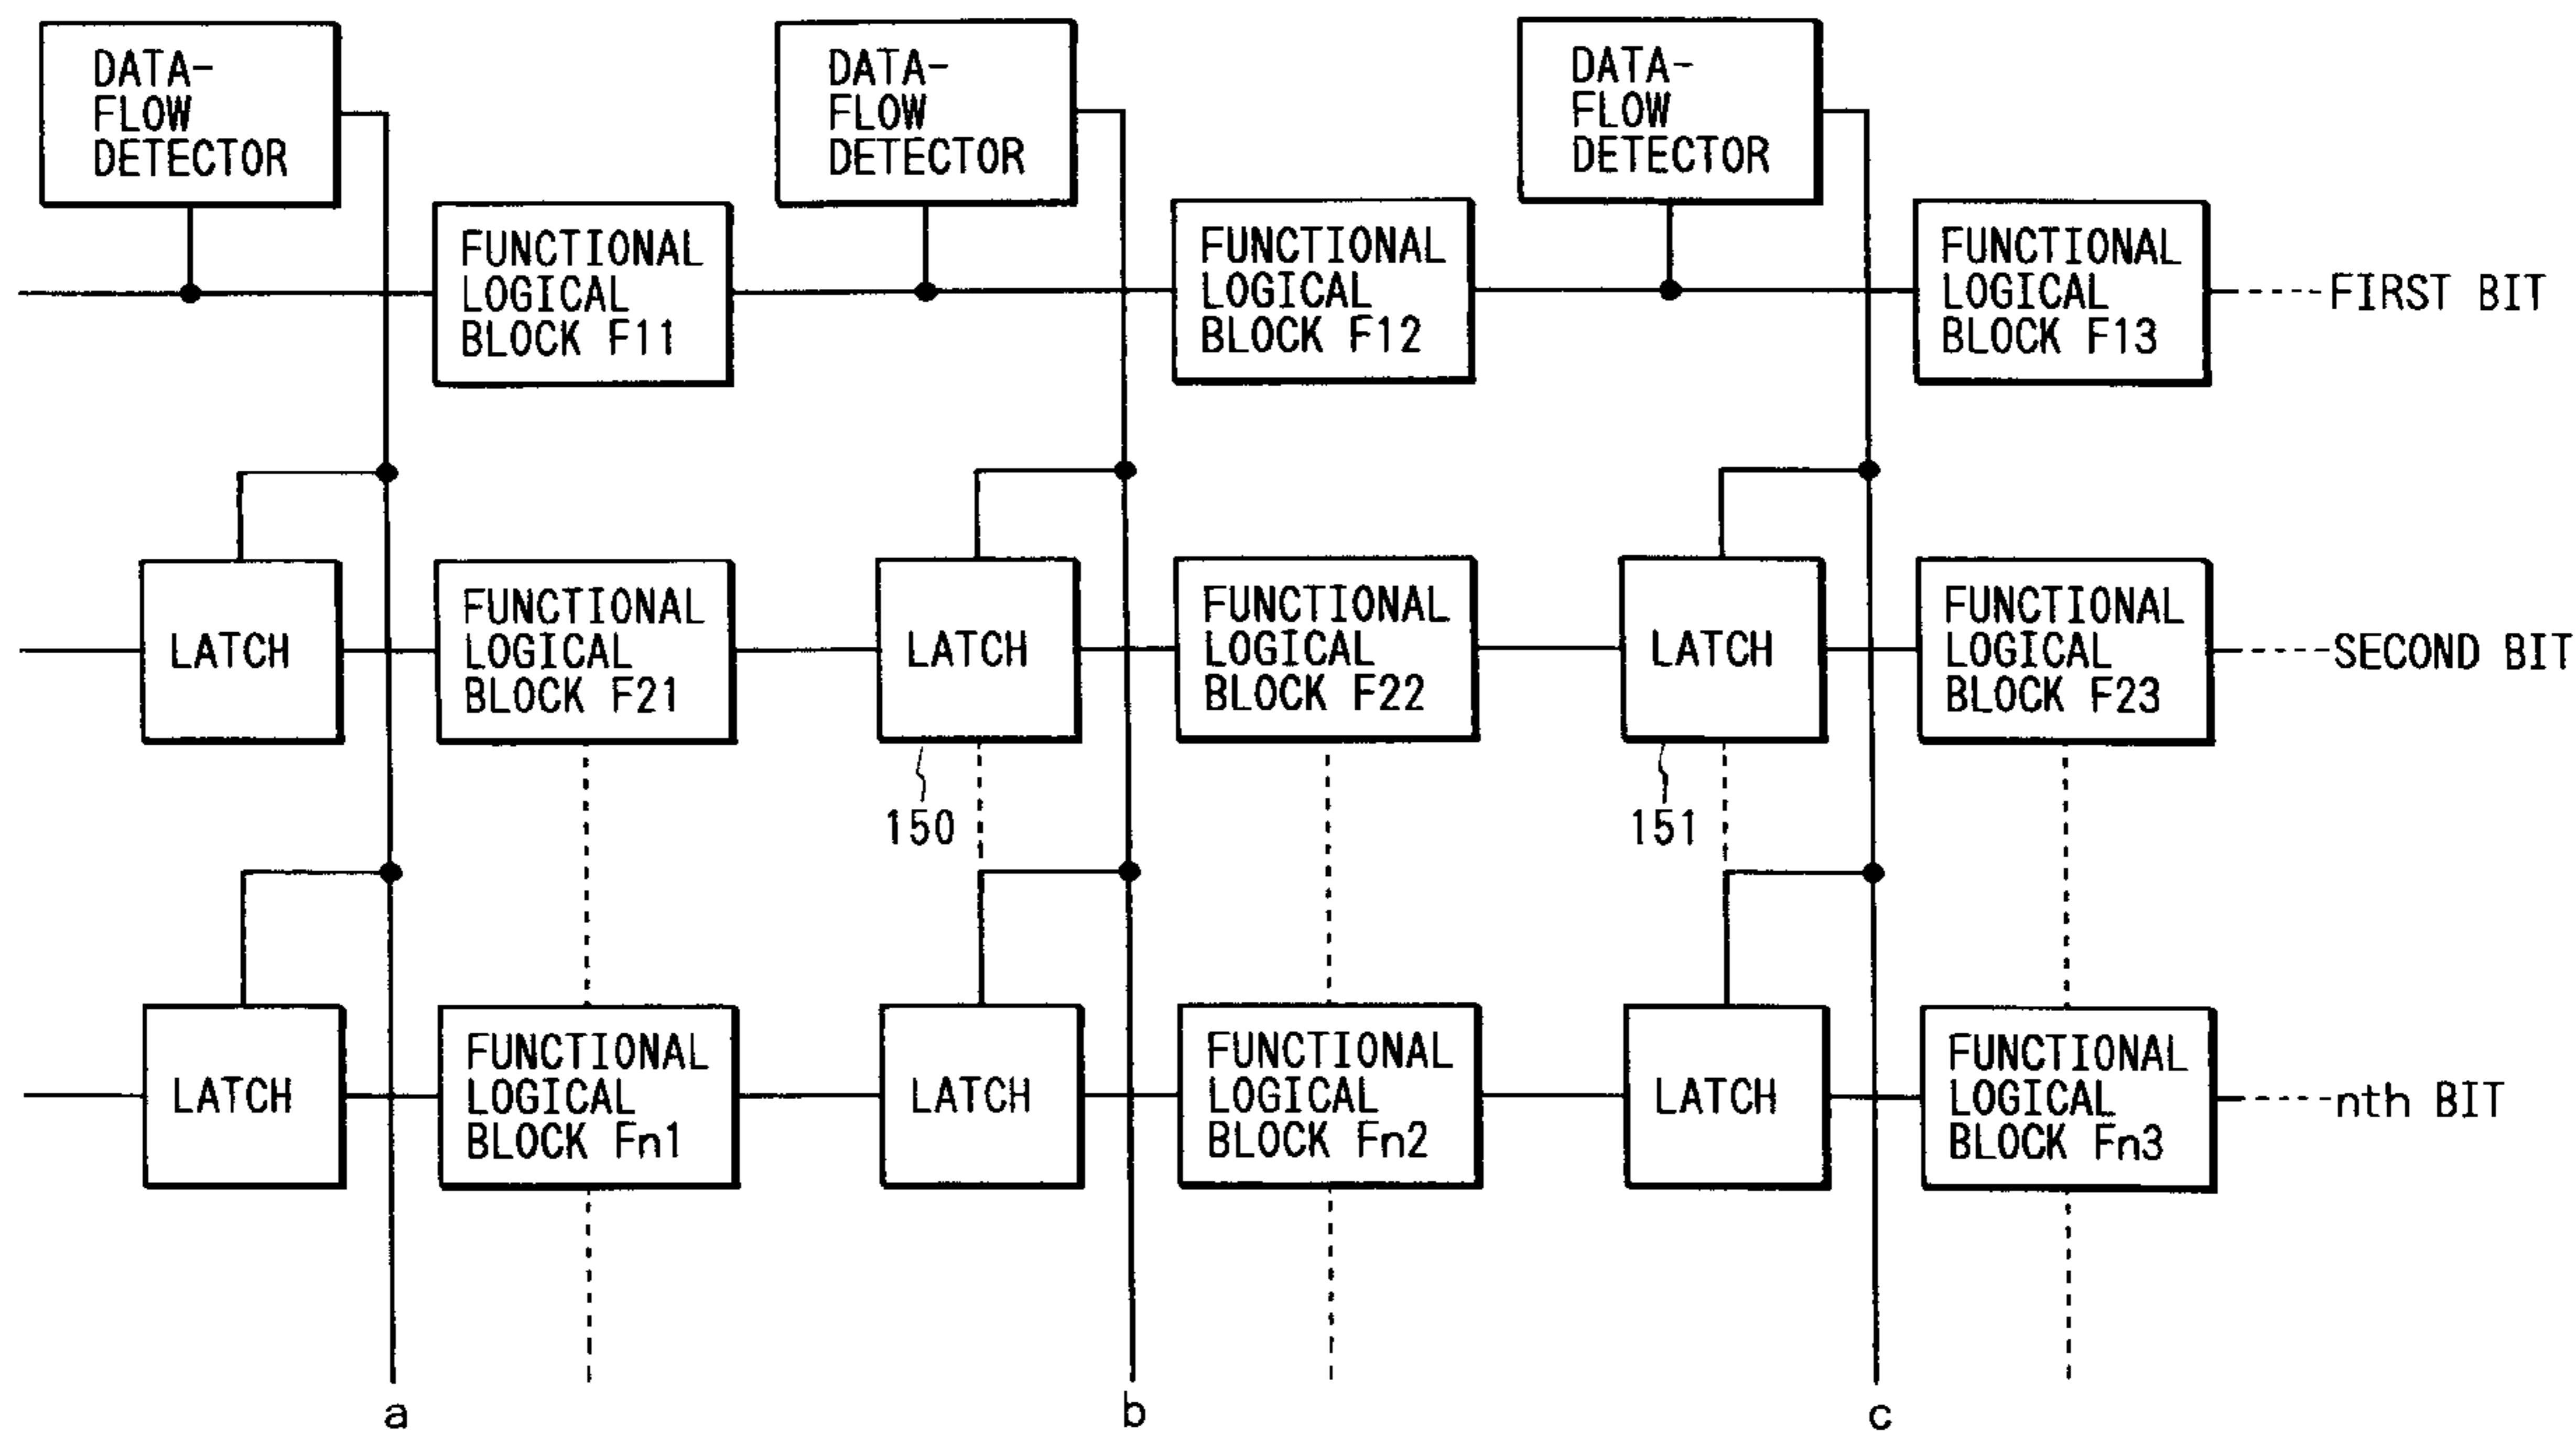 DATA-
FLOW
DETECTOR
DATA-
FLOW
DETECTOR
DATA-
FLOW
DETECTOR
FUNCTIONAL
LOGICAL
BLOCK F11
FUNCTIONAL
LOGICAL
BLOCK F12
FUNCTIONAL
LOGICAL
BLOCK F13
FIRST BIT
LATCH
FUNCTIONAL
LOGICAL
BLOCK F21
LATCH
FUNCTIONAL
LOGICAL
BLOCK F22
LATCH
FUNCTIONAL
LOGICAL
BLOCK F23
SECOND BIT
150
151
LATCH
FUNCTIONAL
LOGICAL
BLOCK Fn1
LATCH
FUNCTIONAL
LOGICAL
BLOCK Fn2
LATCH
FUNCTIONAL
LOGICAL
BLOCK Fn3
nth BIT
a
b
c